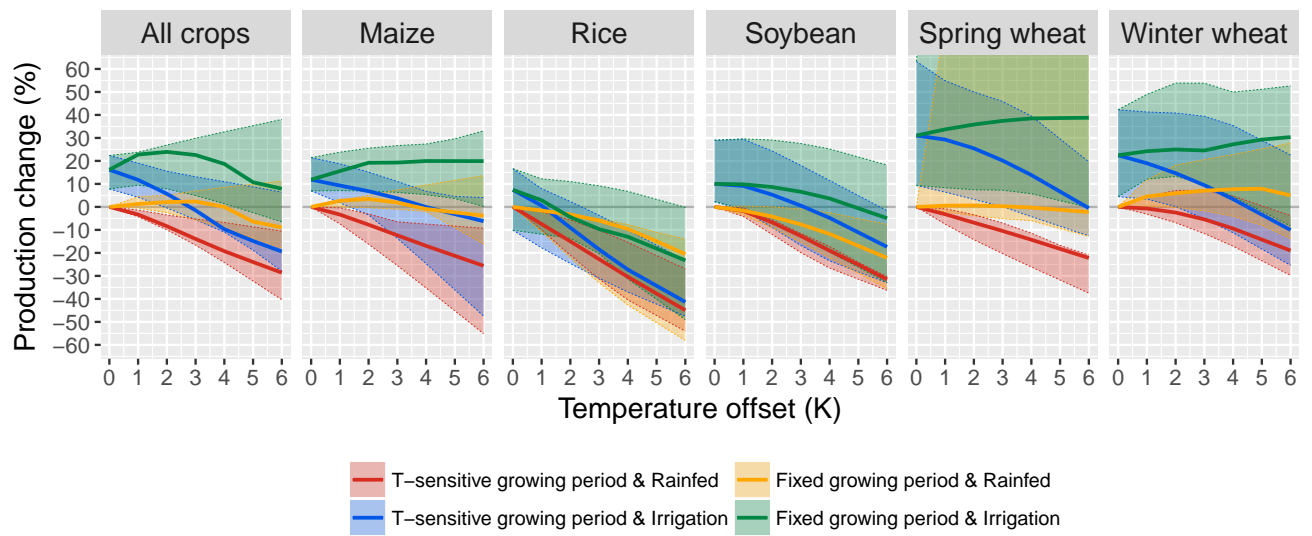 All crops Maize Rice Soybean Spring wheat Winter wheat
Production change (%)
60
50
40
30
20
10
0
−10
−20
−30
−40
−50
−60
0 1 2 3 4 5 6 0 1 2 3 4 5 6 0 1 2 3 4 5 6 0 1 2 3 4 5 6 0 1 2 3 4 5 6 0 1 2 3 4 5 6
Temperature offset (K)
T−sensitive growing period & Rainfed Fixed growing period & Rainfed
T−sensitive growing period & Irrigation Fixed growing period & Irrigation